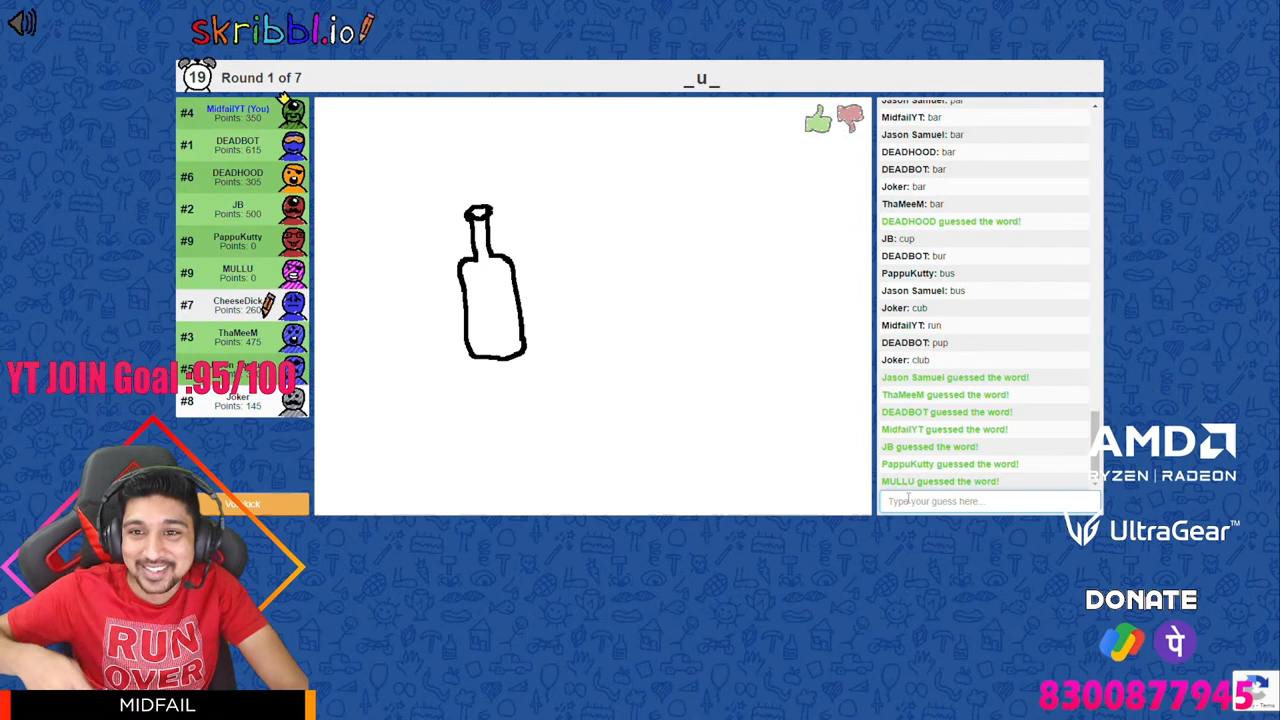 skribbl.io
19
Round 1 of 7
_u_
#4
MidfailYT (You)
Points: 350
#1
DEADBOT
Points: 615
#6
DEADHOOD
Points: 305
#2
JB
Points: 500
#9
PappuKutty
Points: 0
#9
MULLU
Points: 0
#7
CheeseDick
Points: 260
#3
ThaMeeM
Points: 475
YT JOIN Goal :95/100
#8
Joker
Points: 145
Jason Samuel: par
MidfailYT: bar
Jason Samuel: bar
DEADHOOD: bar
DEADBOT: bar
Joker: bar
ThaMeeM: bar
DEADHOOD guessed the word!
JB: cup
DEADBOT: bur
PappuKutty: bus
Jason Samuel: bus
Joker: cub
MidfailYT: run
DEADBOT: pup
Joker: club
Jason Samuel guessed the word!
ThaMeeM guessed the word!
DEADBOT guessed the word!
MidfailYT guessed the word!
JB guessed the word!
PappuKutty guessed the word!
MULLU guessed the word!
Type your guess here...
AMD
RYZEN | RADEON
UltraGear™
DONATE
पे
8300877945
RUN
OVER
MIDFAIL